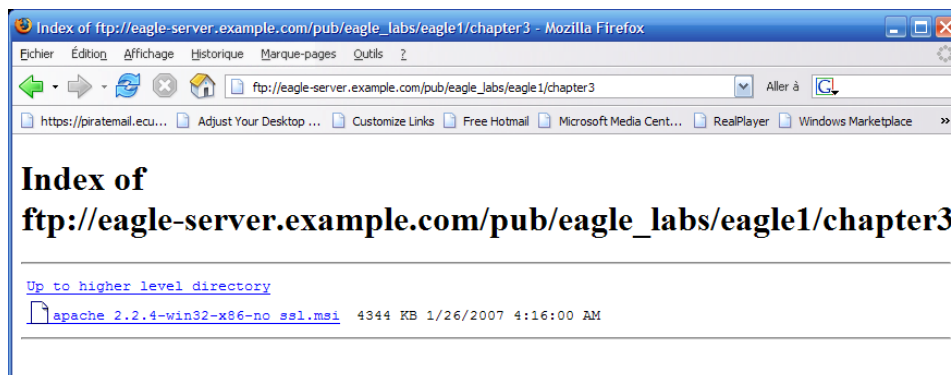 Index of ftp://eagle-server.example.com/pub/eagle_labs/eagle1/chapter3 - Mozilla Firefox
Fichier Édition Affichage Historique Marque-pages Outils ?
ftp://eagle-server.example.com/pub/eagle_labs/eagle1/chapter3 Aller à G
https://piratemail.ecu... Adjust Your Desktop ... Customize Links Free Hotmail Microsoft Media Cent... RealPlayer Windows Marketplace »
Index of
ftp://eagle-server.example.com/pub/eagle_labs/eagle1/chapter3
Up to higher level directory
apache 2.2.4-win32-x86-no ssl.msi 4344 KB 1/26/2007 4:16:00 AM